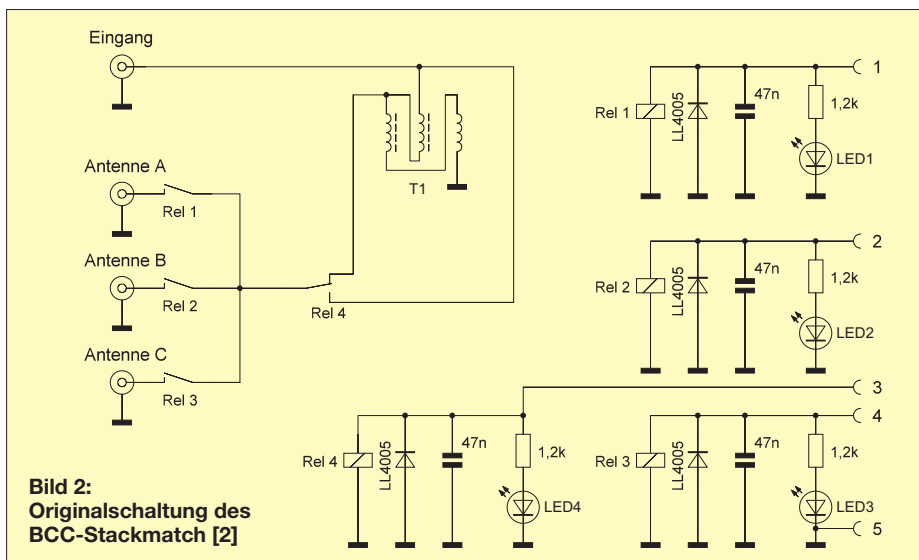 Eingang
Antenne A
Rel 1
Antenne B
Rel 2
Antenne C
Rel 3
Rel 4
T1
Rel 1
LL4005
47n
1,2k
LED1
1
Rel 2
LL4005
47n
1,2k
LED2
2
3
Rel 4
LL4005
47n
1,2k
LED4
Rel 3
LL4005
47n
1,2k
LED3
4
5
Bild 2:
Originalschaltung des
BCC-Stackmatch [2]